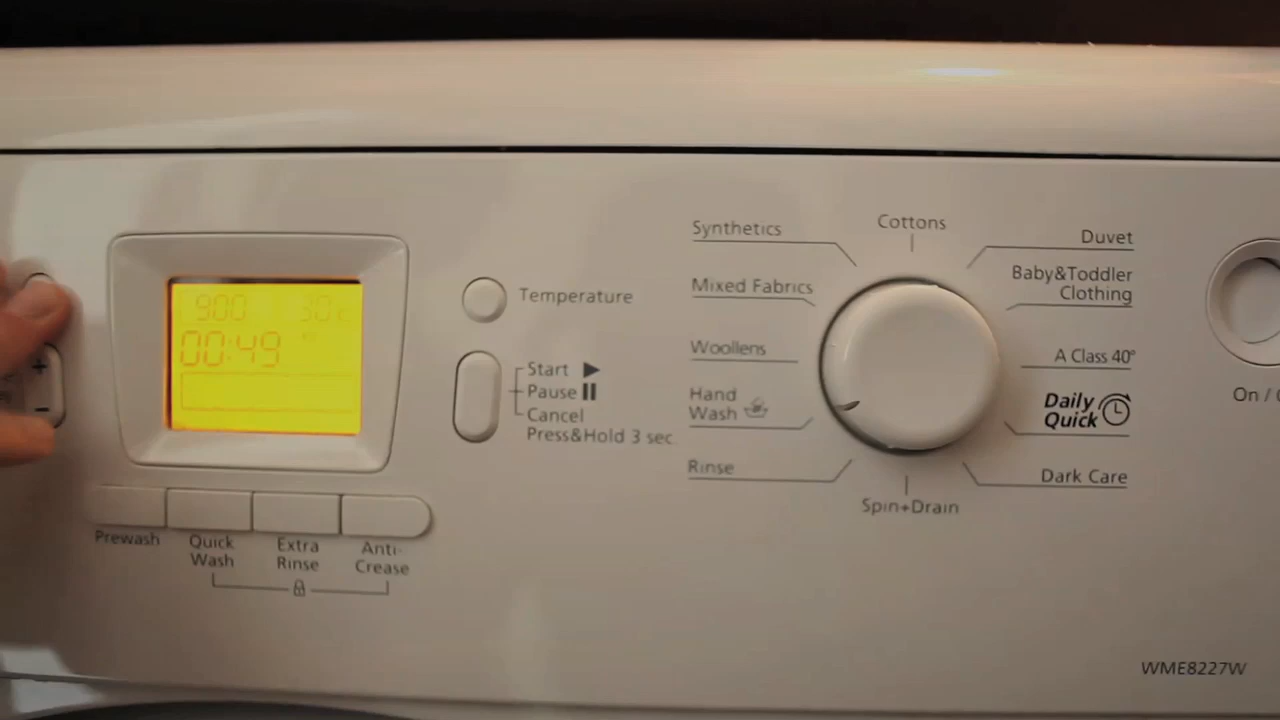 900 30°C
00:49
Temperature
Start
Pause
Cancel
Press&Hold 3 sec.
+
-
Prewash
Quick
Wash
Extra
Rinse
Anti-
Crease
Synthetics
Mixed Fabrics
Woollens
Hand
Wash
Rinse
Cottons
Spin+Drain
Duvet
Baby&Toddler
Clothing
A Class 40°
Daily
Quick
Dark Care
On /
WME8227W